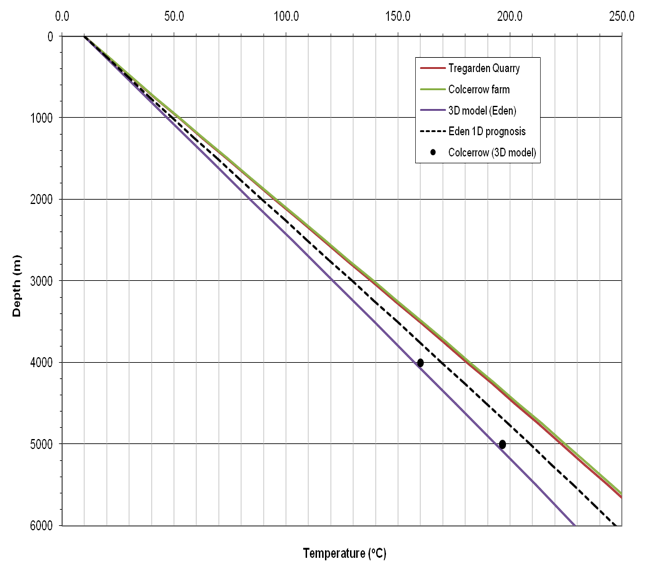 0.0 50.0 100.0 150.0 200.0 250.0
0
1000
2000
3000
4000
5000
6000
Depth (m)
Tregarden Quarry
Colcerrow farm
3D model (Eden)
Eden 1D prognosis
Colcerrow (3D model)
Temperature (ºC)